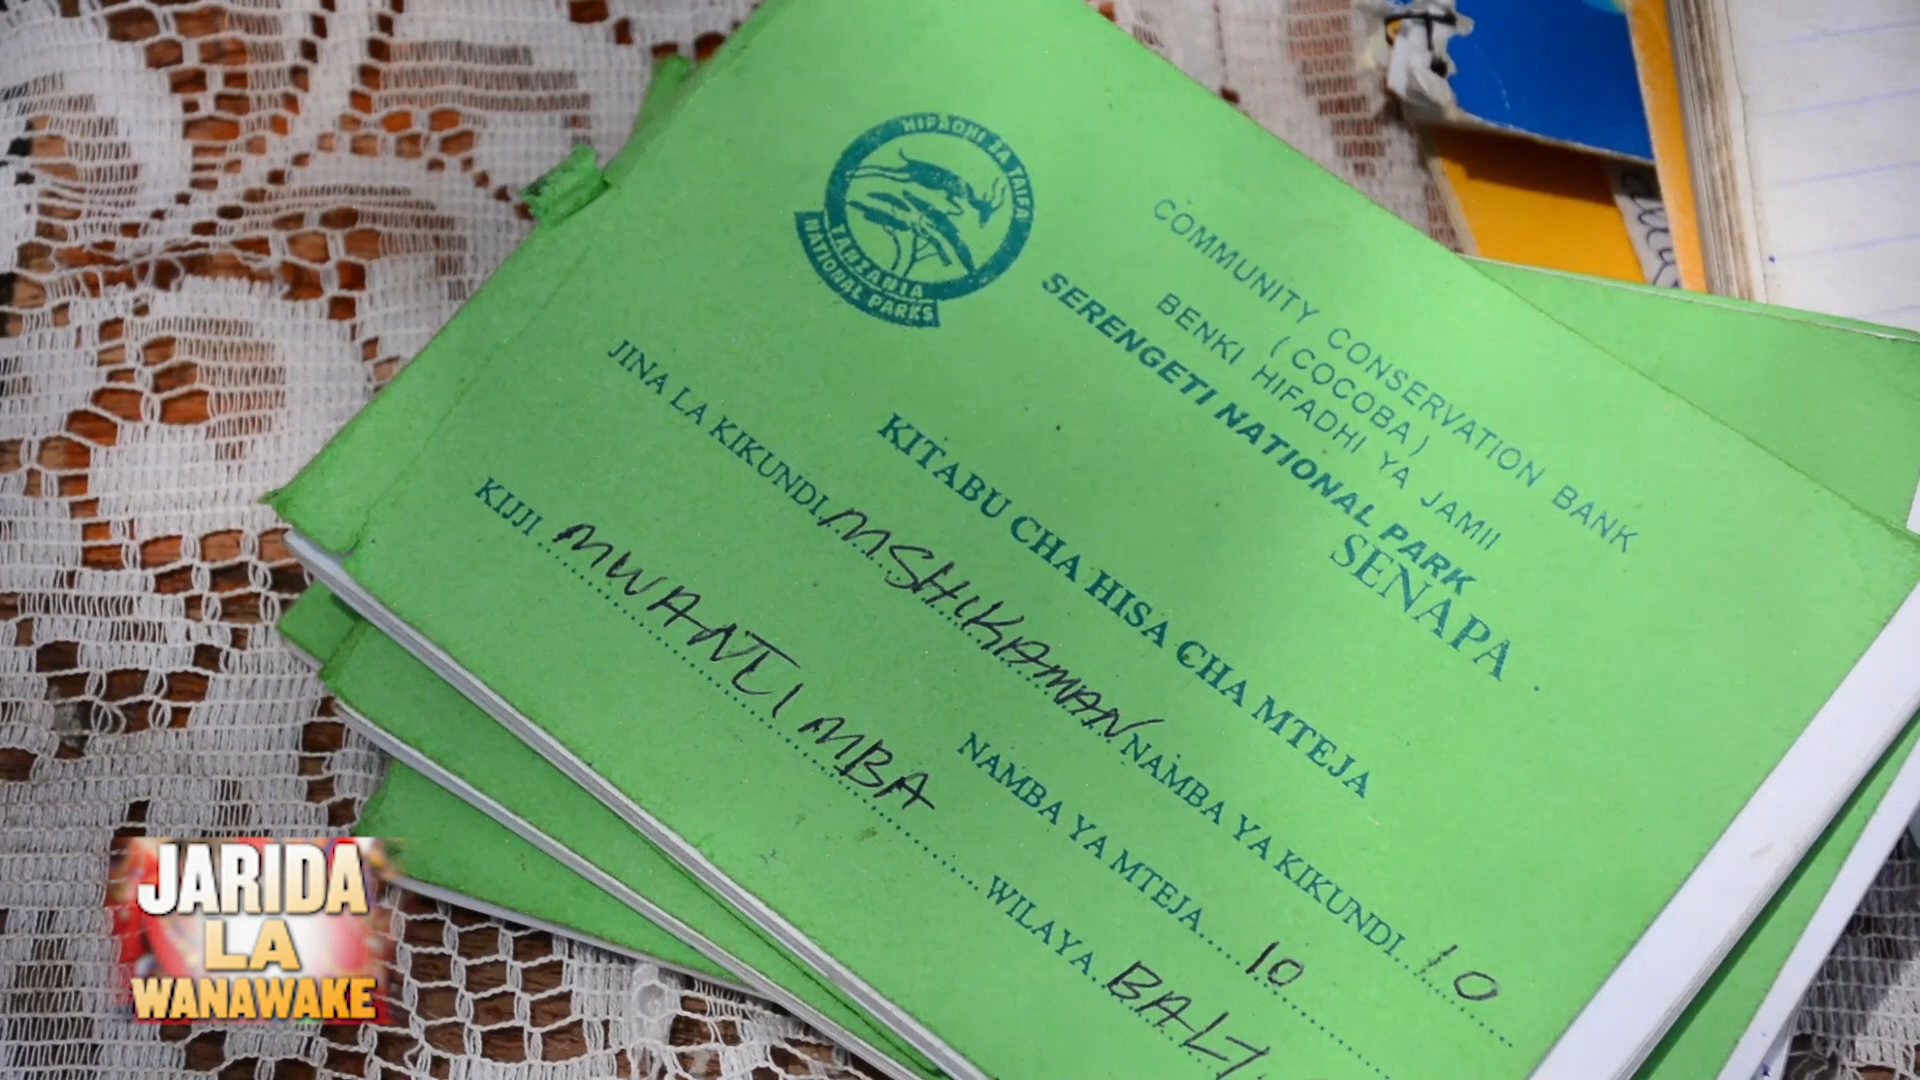 HIFADHI ZA TAIFA
TANZANIA
NATIONAL PARKS
COMMUNITY CONSERVATION BANK
(COCOBA)
BENKI HIFADHI YA JAMII
SERENGETI NATIONAL PARK
SENAPA
KITABU CHA HISA CHA MTEJA
JINA LA KIKUNDI MSHIKAMAN NAMBA YA KIKUNDI 10
NAMBA YA MTEJA 10
KIJIJI MWANTIMBA WILAYA
JARIDA
LA
WANAWAKE